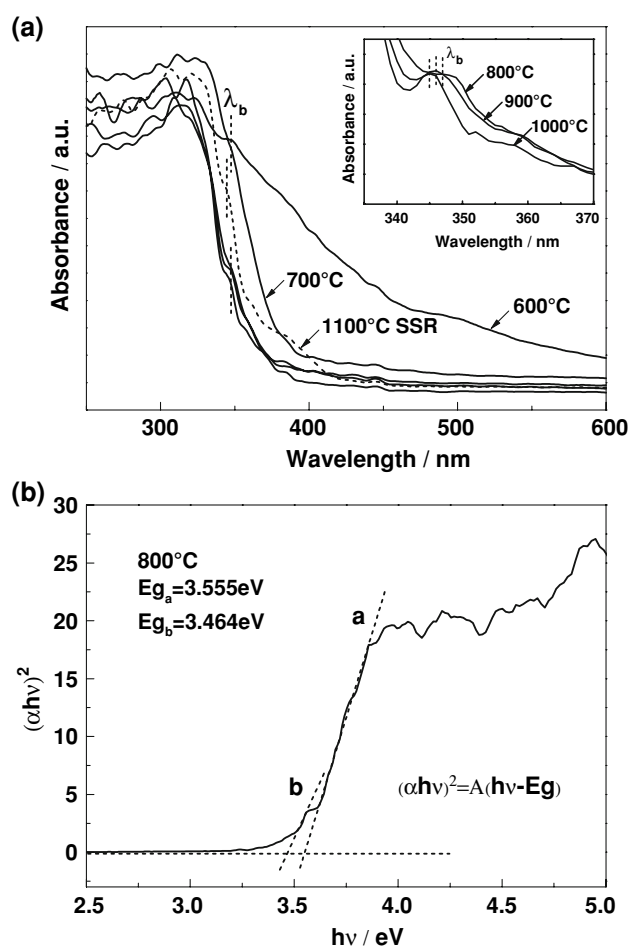 (a)
Absorbance / a.u.
λb
700°C
1100°C SSR
600°C
300
400
500
600
Wavelength / nm
Absorbance / a.u.
λb
800°C
900°C
1000°C
340
350
360
370
Wavelength / nm
(b)
(αhν)²
30
25
20
15
10
5
0
800°C
Ega=3.555eV
Egb=3.464eV
a
b
(αhν)²=A(hν-Eg)
2.5
3.0
3.5
4.0
4.5
5.0
hν / eV